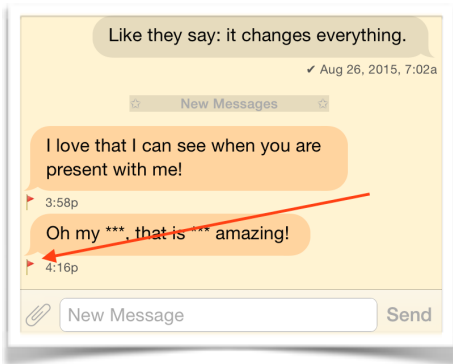 Like they say: it changes everything.
✔ Aug 26, 2015, 7:02a
☆ New Messages ☆
I love that I can see when you are
present with me!
3:58p
Oh my ***, that is *** amazing!
4:16p
New Message
Send